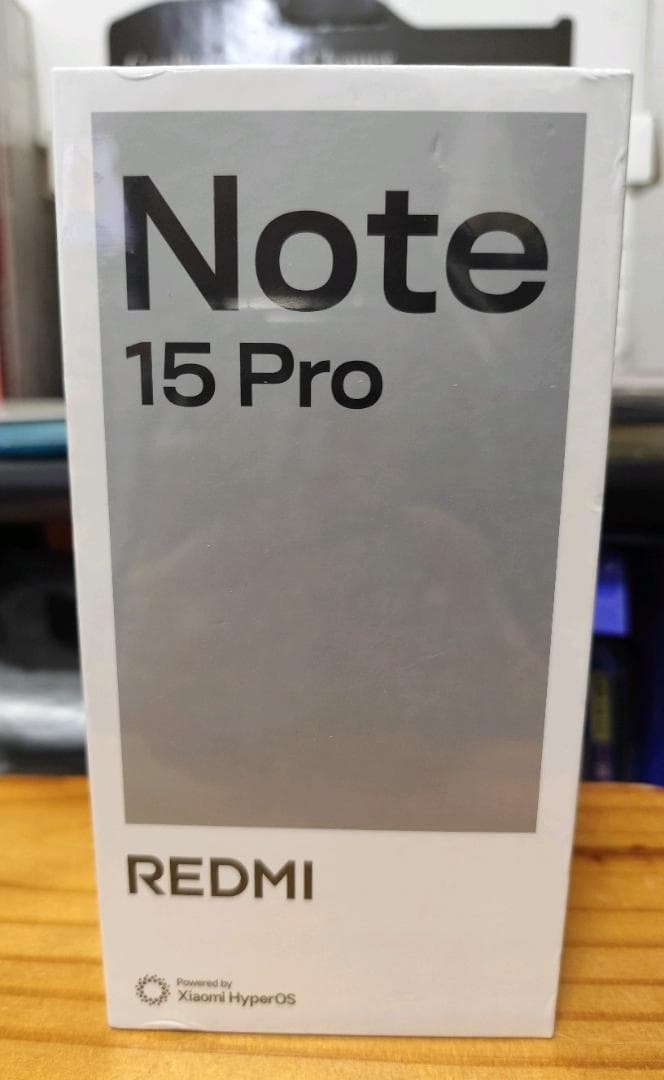 Note
15 Pro
REDMI
Powered by
Xiaomi HyperOS